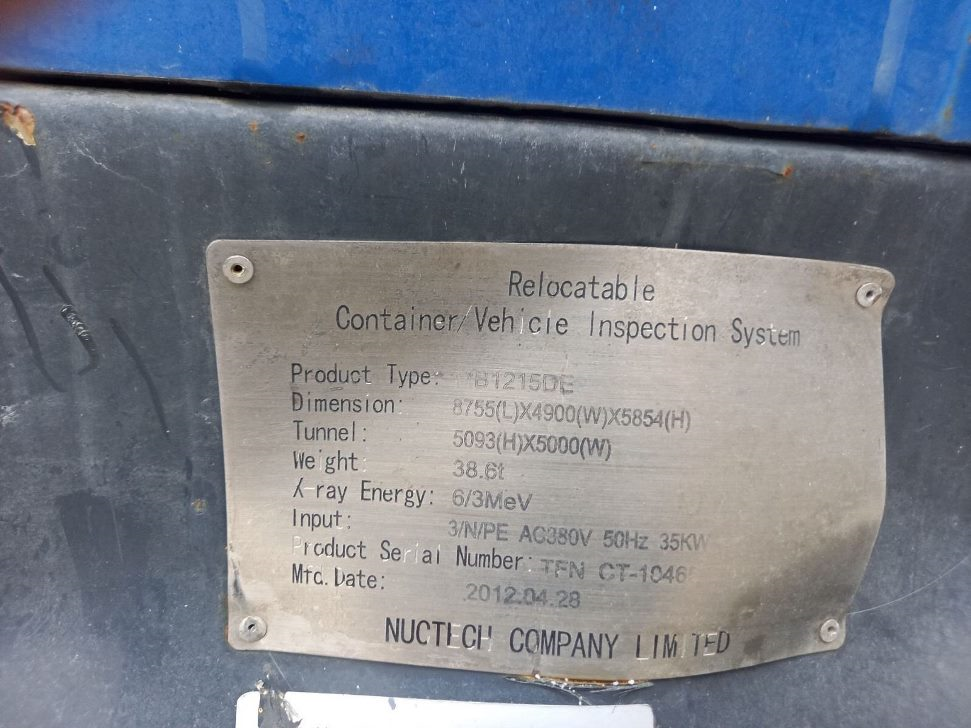 Relocatable
Container/Vehicle Inspection System
Product Type: B1215DE
Dimension: 8755(L)X4900(W)X5854(H)
Tunnel: 5093(H)X5000(W)
Weight: 38.6t
X-ray Energy: 6/3MeV
Input: 3/N/PE AC380V 50Hz 35KW
Product Serial Number: TFN CT-1046
Mfc. Date: 2012.04.28
NUCTECH COMPANY LIMITED